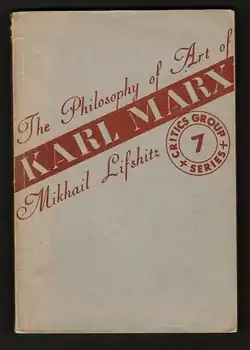 The Philosophy of Art of
KARL MARX
Mikhail Lifshitz
CRITICS GROUP
7
SERIES